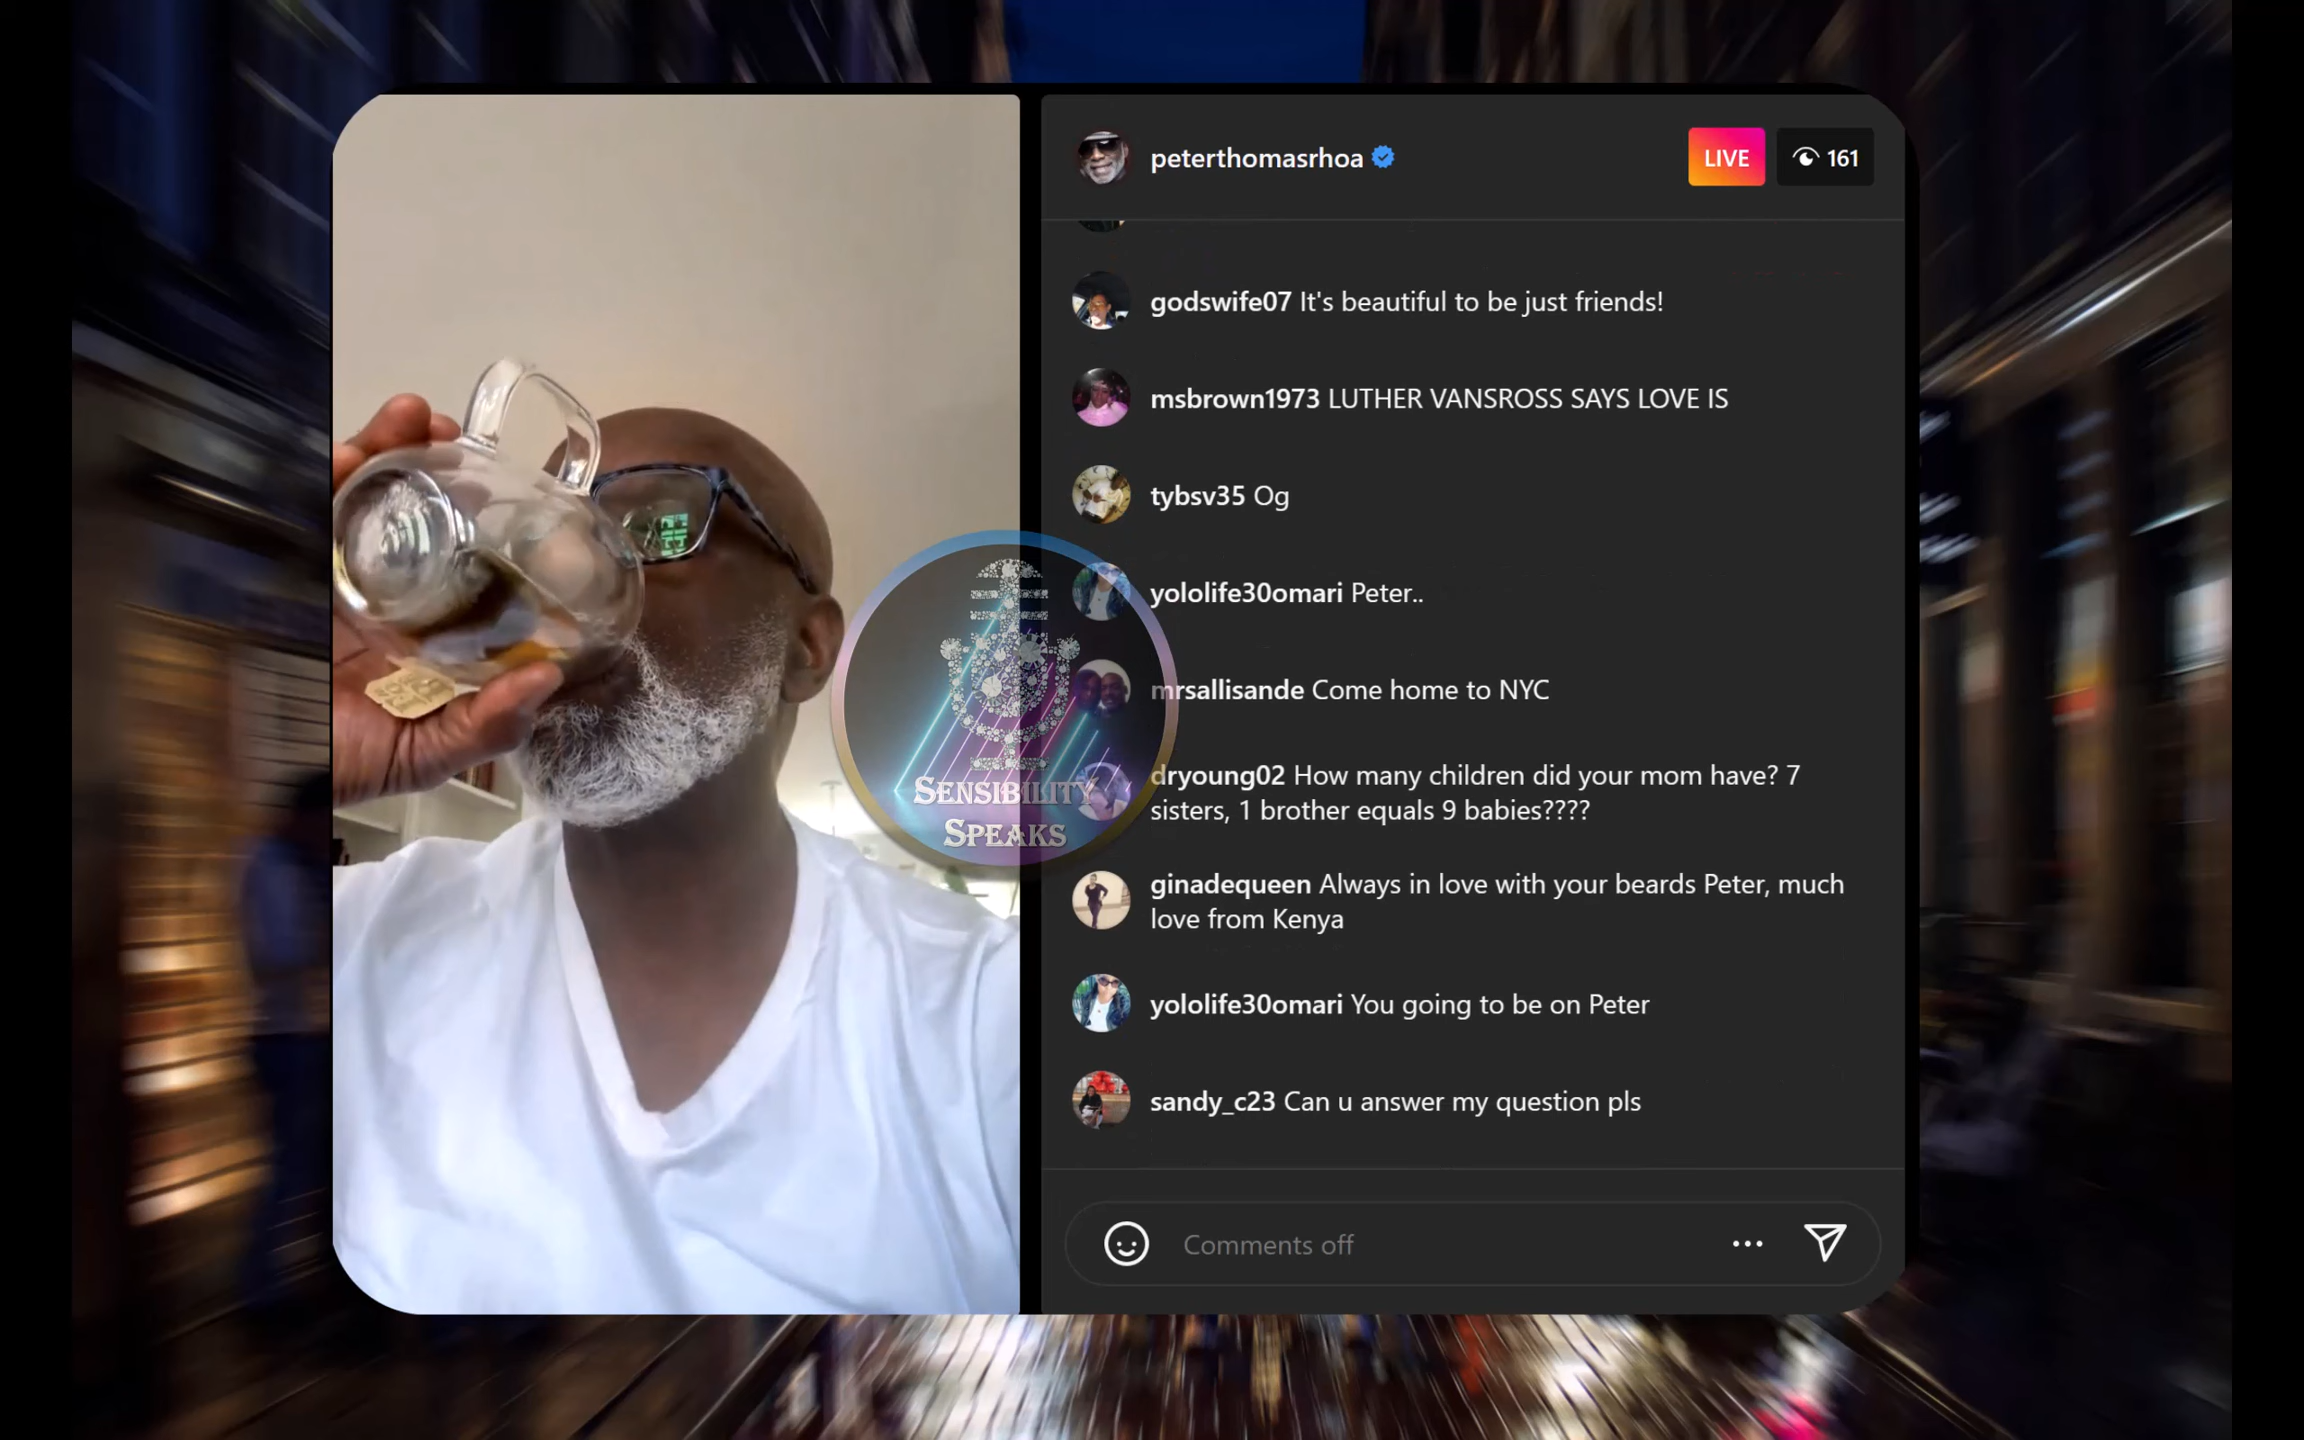 peterthomasrhoa
LIVE
161
godswife07 It's beautiful to be just friends!
msbrown1973 LUTHER VANSROSS SAYS LOVE IS
tybsv35 Og
yololife30omari Peter..
mrsallisande Come home to NYC
dryoung02 How many children did your mom have? 7
sisters, 1 brother equals 9 babies????
ginadequeen Always in love with your beards Peter, much
love from Kenya
yololife30omari You going to be on Peter
sandy_c23 Can u answer my question pls
Comments off
SENSIBILITY
SPEAKS